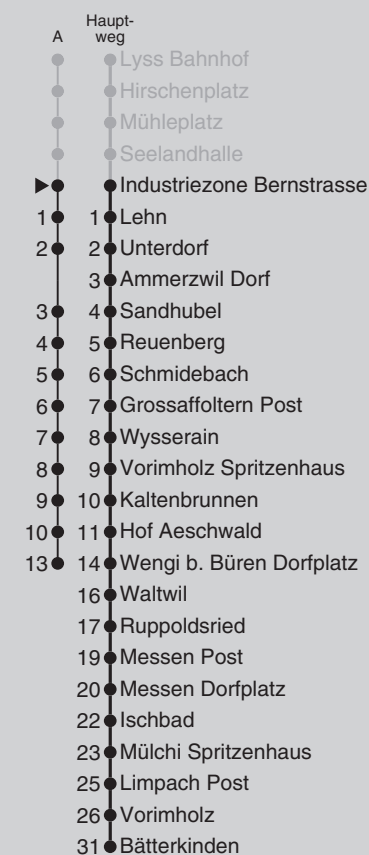 Haupt-
A weg
Lyss Bahnhof
Hirschenplatz
Mühleplatz
Seelandhalle
Industriezone Bernstrasse
1 1 Lehn
2 2 Unterdorf
3 Ammerzwil Dorf
3 4 Sandhubel
4 5 Reuenberg
5 6 Schmidebach
6 7 Grossaffoltern Post
7 8 Wysserain
8 9 Vorimholz Spritzenhaus
9 10 Kaltenbrunnen
10 11 Hof Aeschwald
13 14 Wengi b. Büren Dorfplatz
16 Waltwil
17 Ruppoldsried
19 Messen Post
20 Messen Dorfplatz
22 Ischbad
23 Mülchi Spritzenhaus
25 Limpach Post
26 Vorimholz
31 Bätterkinden